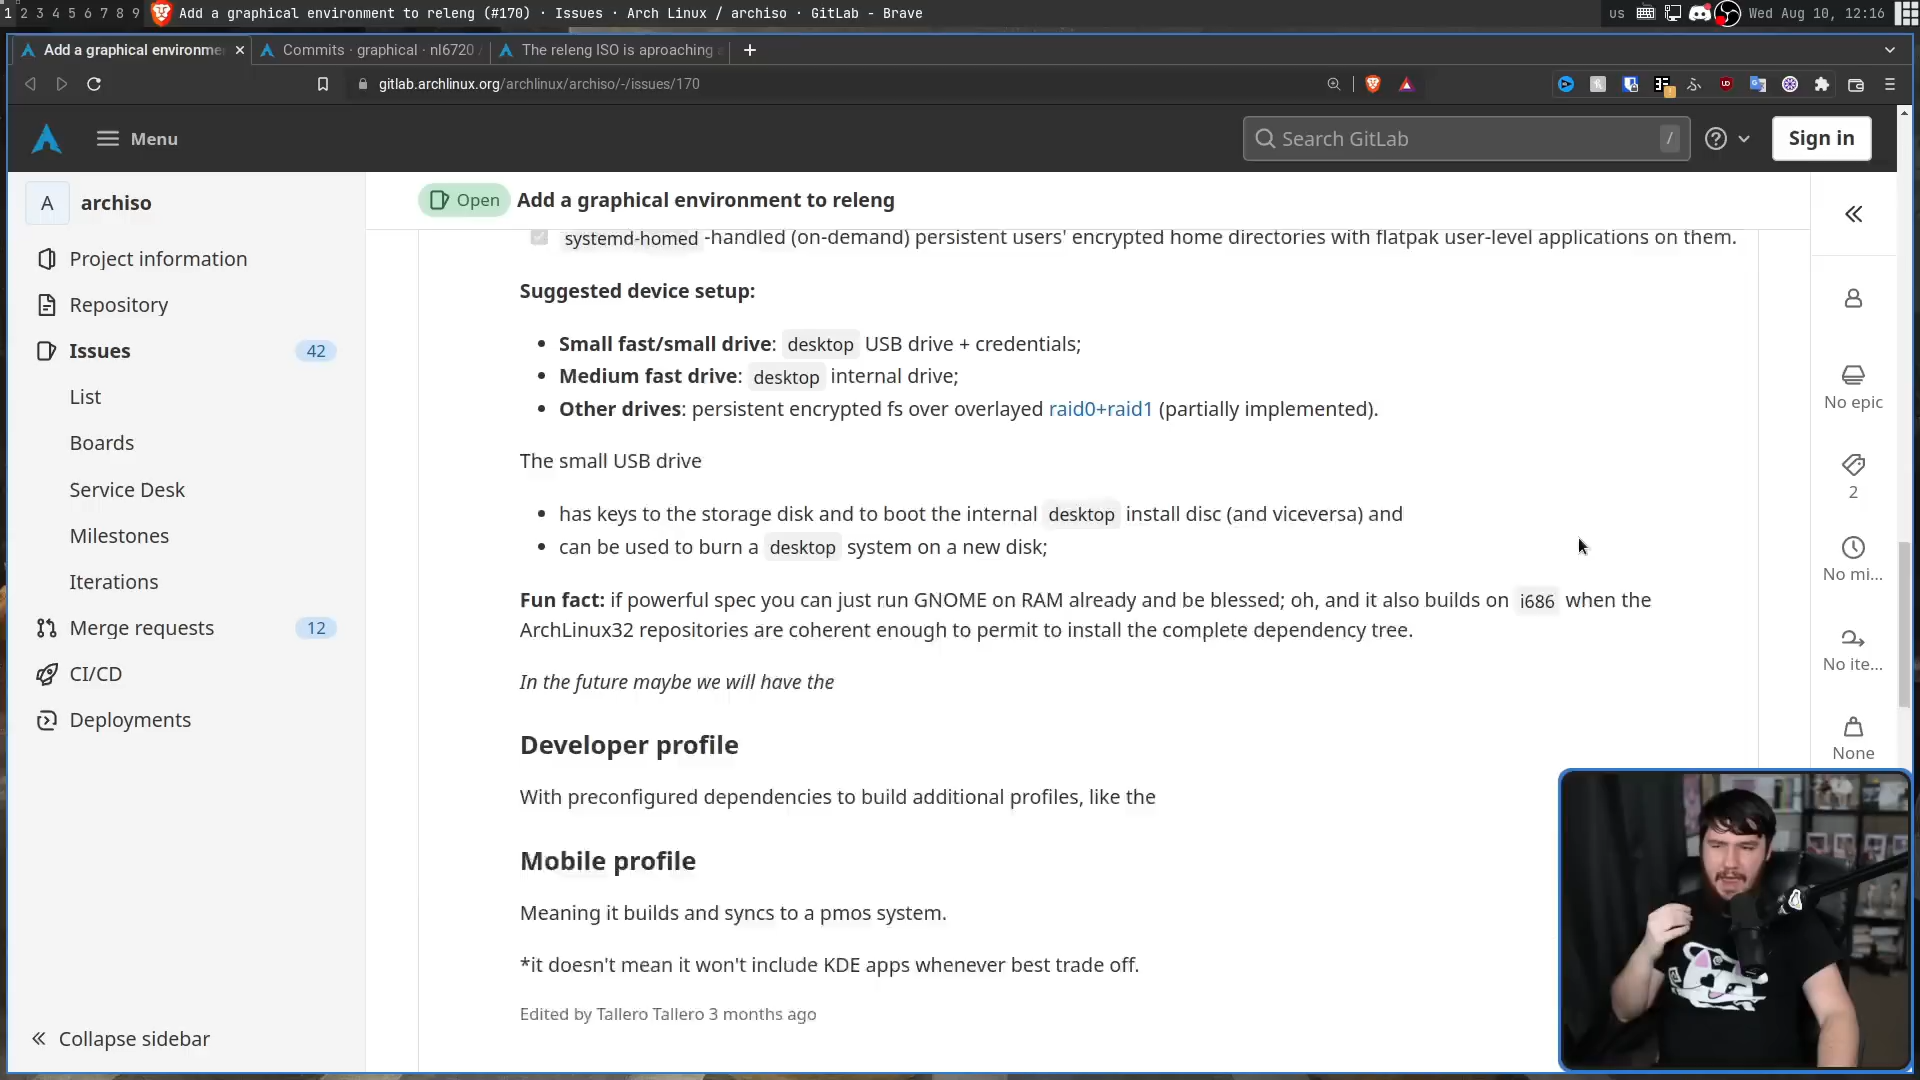 1 2 3 4 5 6 7 8 9 Add a graphical environment to releng (#170) · Issues · Arch Linux / archiso · GitLab - Brave us Wed Aug 10, 12:16
Add a graphical environme Commits · graphical · nl6720 The releng ISO is aproaching
gitlab.archlinux.org/archlinux/archiso/-/issues/170
Menu Search GitLab / Sign in
A archiso
Project information
Repository
Issues 42
List
Boards
Service Desk
Milestones
Iterations
Merge requests 12
CI/CD
Deployments
Collapse sidebar
Open Add a graphical environment to releng
systemd-homed -handled (on-demand) persistent users' encrypted home directories with flatpak user-level applications on them.
Suggested device setup:
• Small fast/small drive: desktop USB drive + credentials;
• Medium fast drive: desktop internal drive;
• Other drives: persistent encrypted fs over overlayed raid0+raid1 (partially implemented).
The small USB drive
• has keys to the storage disk and to boot the internal desktop install disc (and viceversa) and
• can be used to burn a desktop system on a new disk;
Fun fact: if powerful spec you can just run GNOME on RAM already and be blessed; oh, and it also builds on i686 when the
ArchLinux32 repositories are coherent enough to permit to install the complete dependency tree.
In the future maybe we will have the
Developer profile
With preconfigured dependencies to build additional profiles, like the
Mobile profile
Meaning it builds and syncs to a pmos system.
*it doesn't mean it won't include KDE apps whenever best trade off.
Edited by Tallero Tallero 3 months ago
No epic
2
No mi...
No ite...
None